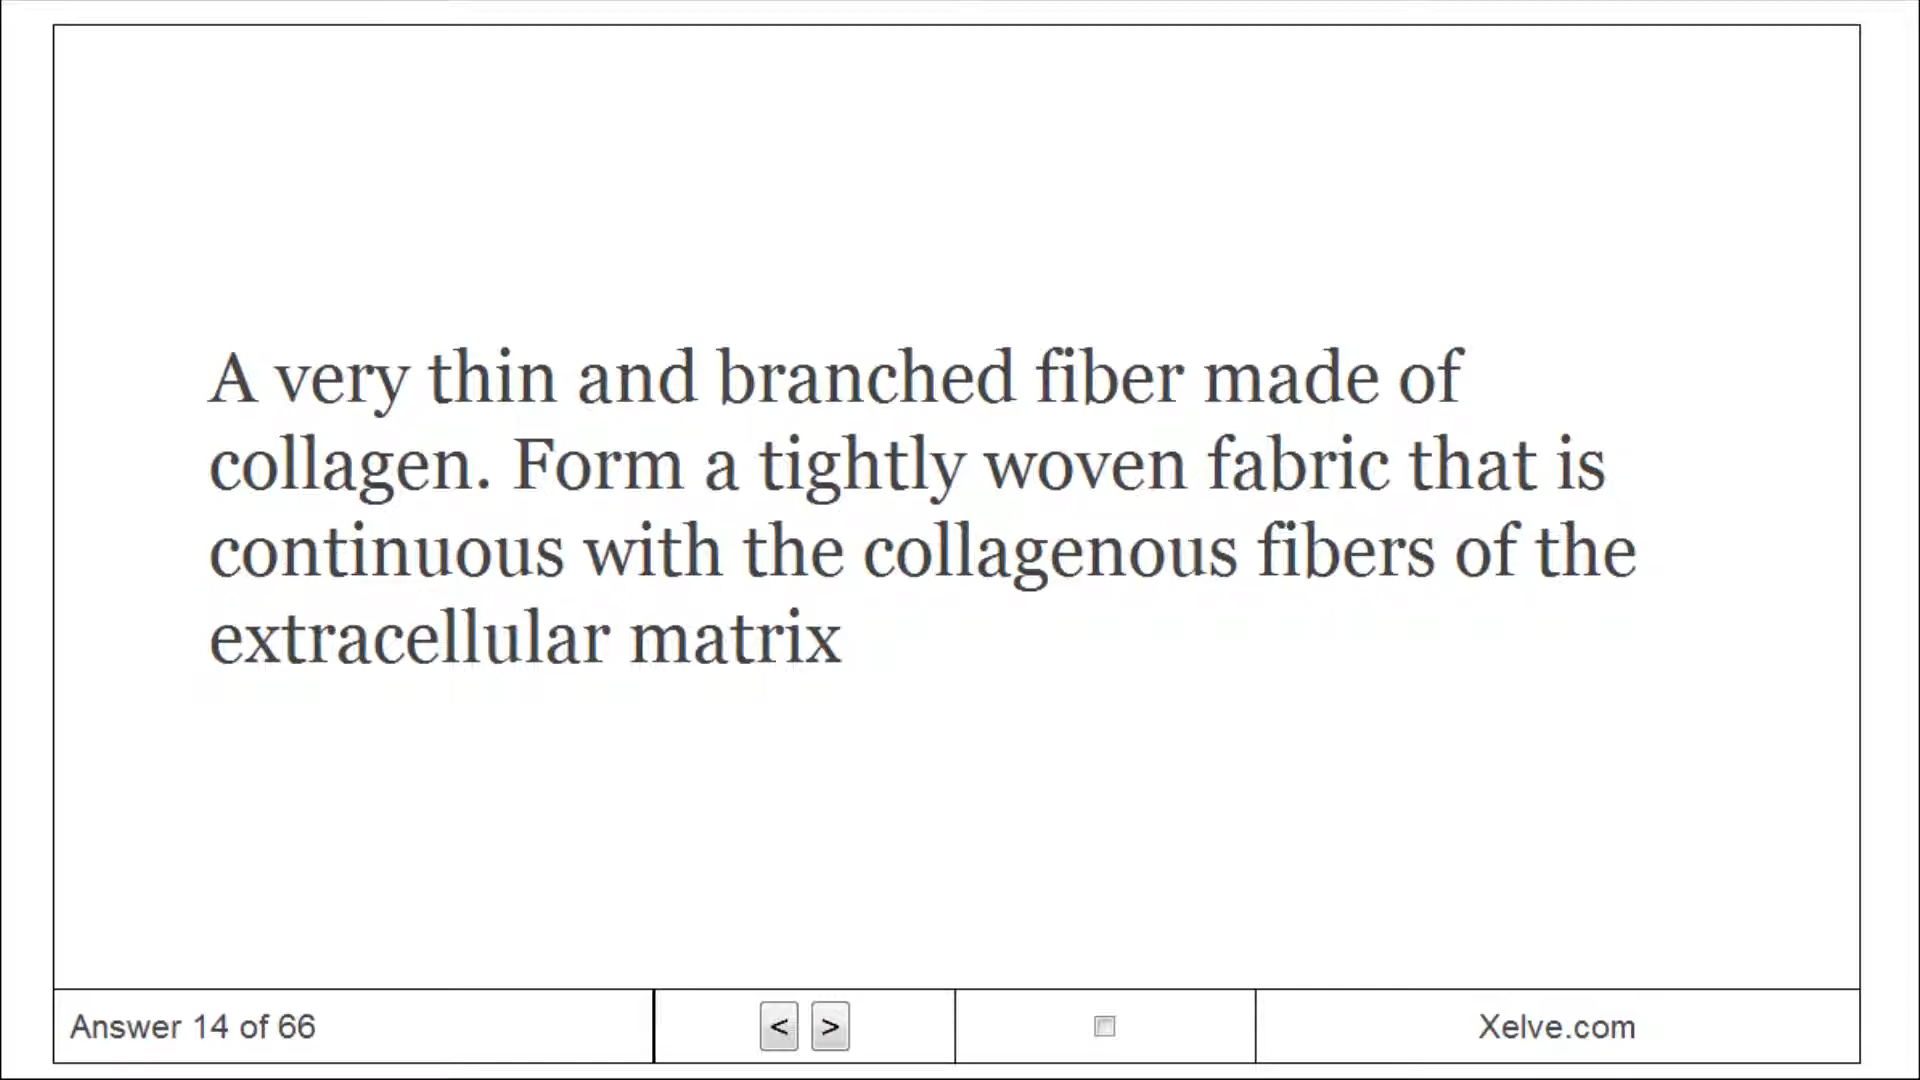 A very thin and branched fiber made of
collagen. Form a tightly woven fabric that is
continuous with the collagenous fibers of the
extracellular matrix
Answer 14 of 66
< >
Xelve.com